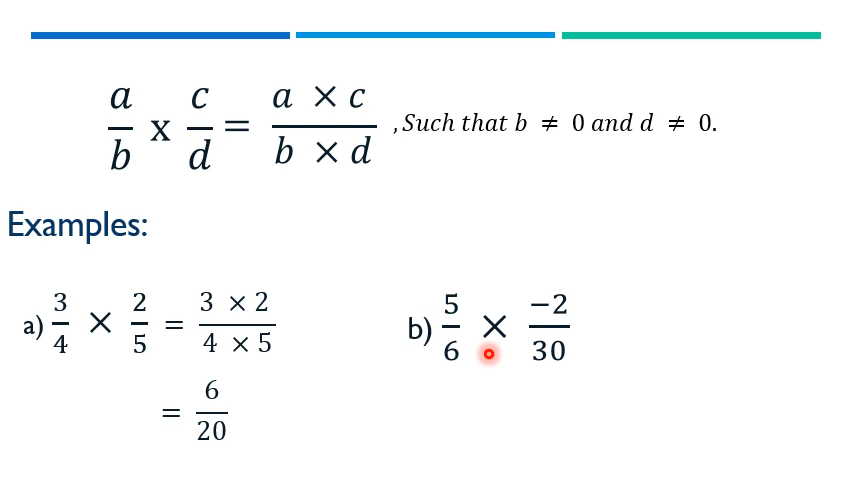 a/b x c/d = a × c / b × d , Such that b ≠ 0 and d ≠ 0.
Examples:
a) 3/4 × 2/5 = 3 × 2 / 4 × 5
= 6/20
b) 5/6 × −2/30